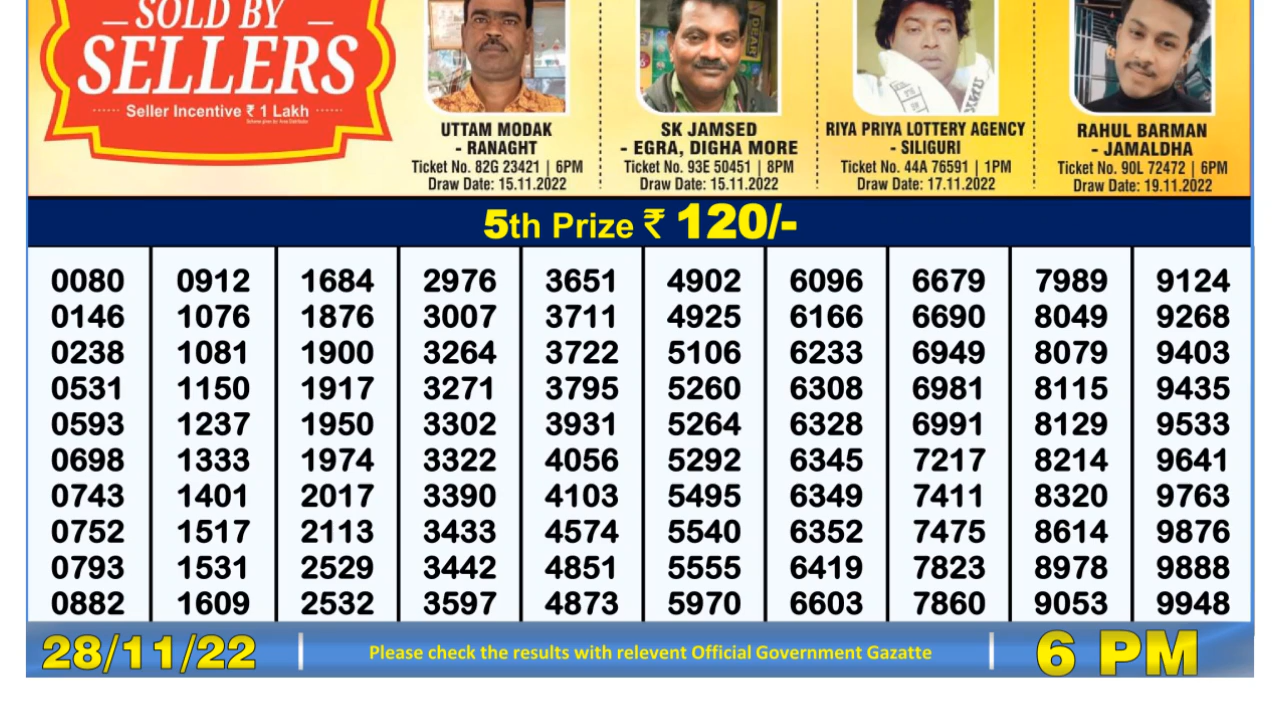 SOLD BY
SELLERS
Seller Incentive ₹ 1 Lakh
UTTAM MODAK
- RANAGHT
Ticket No. 82G 23421 | 6PM
Draw Date: 15.11.2022
SK JAMSED
- EGRA, DIGHA MORE
Ticket No. 93E 50451 | 8PM
Draw Date: 15.11.2022
RIYA PRIYA LOTTERY AGENCY
- SILIGURI
Ticket No. 44A 76591 | 1PM
Draw Date: 17.11.2022
RAHUL BARMAN
- JAMALDHA
Ticket No. 90L 72472 | 6PM
Draw Date: 19.11.2022
5th Prize ₹ 120/-
0080 0912 1684 2976 3651 4902 6096 6679 7989 9124
0146 1076 1876 3007 3711 4925 6166 6690 8049 9268
0238 1081 1900 3264 3722 5106 6233 6949 8079 9403
0531 1150 1917 3271 3795 5260 6308 6981 8115 9435
0593 1237 1950 3302 3931 5264 6328 6991 8129 9533
0698 1333 1974 3322 4056 5292 6345 7217 8214 9641
0743 1401 2017 3390 4103 5495 6349 7411 8320 9763
0752 1517 2113 3433 4574 5540 6352 7475 8614 9876
0793 1531 2529 3442 4851 5555 6419 7823 8978 9888
0882 1609 2532 3597 4873 5970 6603 7860 9053 9948
28/11/22 | Please check the results with relevent Official Government Gazatte | 6 PM